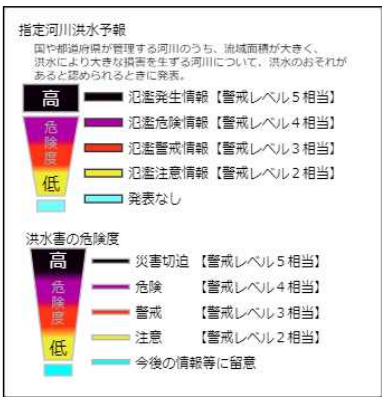 指定河川洪水予報
国や都道府県が管理する河川のうち、流域面積が大きく、
洪水により大きな損害を生ずる河川について、洪水のおそれが
あると認められるときに発表。
高
危険度
低
氾濫発生情報【警戒レベル5相当】
氾濫危険情報【警戒レベル4相当】
氾濫警戒情報【警戒レベル3相当】
氾濫注意情報【警戒レベル2相当】
発表なし
洪水害の危険度
高
危険度
低
災害切迫 【警戒レベル5相当】
危険 【警戒レベル4相当】
警戒 【警戒レベル3相当】
注意 【警戒レベル2相当】
今後の情報等に留意